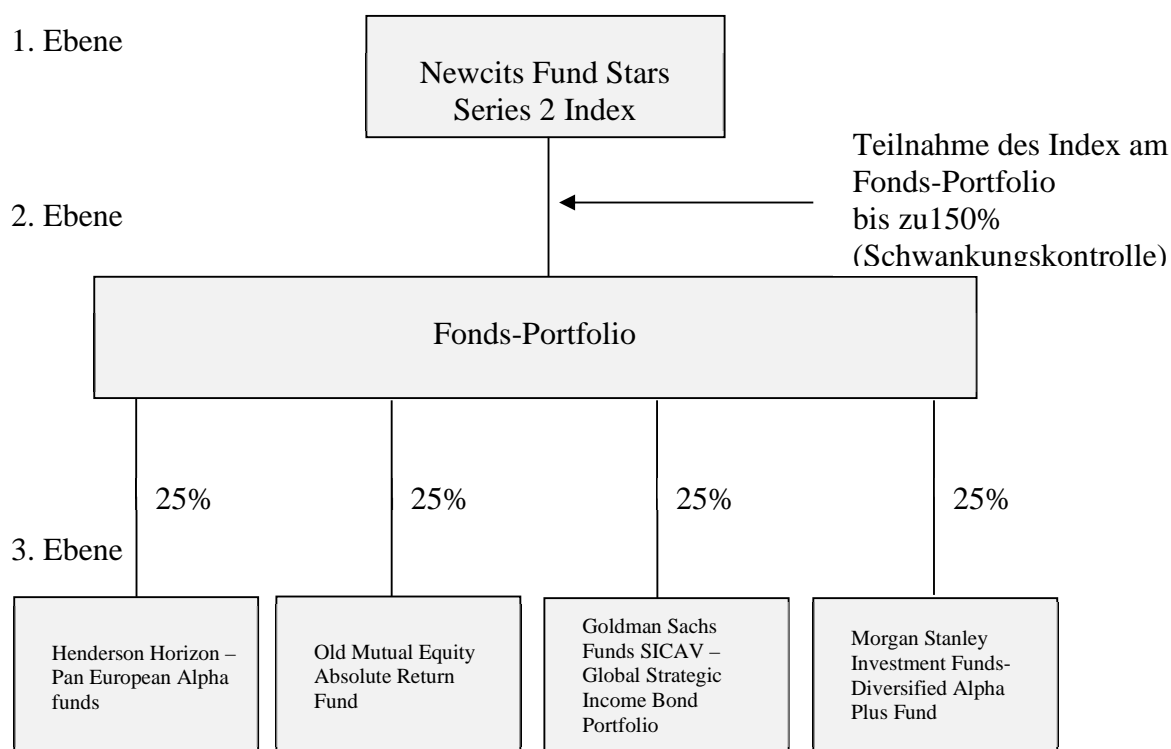 1. Ebene
Newcits Fund Stars
Series 2 Index
Teilnahme des Index am
Fonds-Portfolio
bis zu150%
(Schwankungskontrolle)
2. Ebene
Fonds-Portfolio
25%
25%
25%
25%
3. Ebene
Henderson Horizon –
Pan European Alpha
funds
Old Mutual Equity
Absolute Return
Fund
Goldman Sachs
Funds SICAV –
Global Strategic
Income Bond
Portfolio
Morgan Stanley
Investment Funds-
Diversified Alpha
Plus Fund